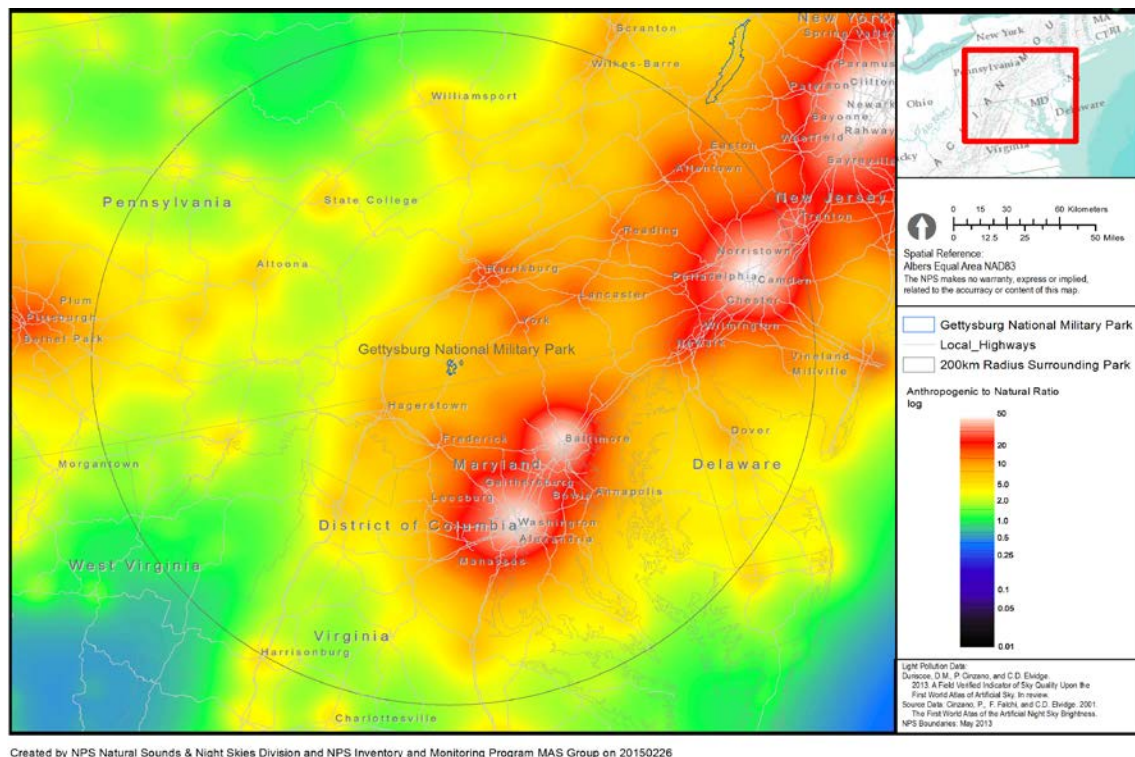 New York
Scranton
Spring Valley
Wilkes-Barre
Paramus
Paterson
Clifton
Williamsport
Newark
Bayonne
Westfield
Rahway
Easton
Sayreville
Allentown
Pennsylvania
State College
New Jersey
Trenton
Reading
Norristown
Altoona
Harrisburg
Philadelphia
Camden
Plum
Lancaster
Chester
Pittsburgh
York
Wilmington
Bethel Park
Newark
Gettysburg National Military Park
Vineland
Millville
Hagerstown
Dover
Frederick
Baltimore
Morgantown
Maryland
Delaware
Gaithersburg
Leesburg
Bowie
Annapolis
District of Columbia
Washington
Alexandria
Manassas
West Virginia
Virginia
Harrisonburg
Charlottesville
New York
MA
CT
RI
Pennsylvania
Ohio
MD
Delaware
Virginia
0 15 30 60 Kilometers
0 12.5 25 50 Miles
Spatial Reference:
Albers Equal Area NAD83
The NPS makes no warranty, express or implied,
related to the accurracy or content of this map.
Gettysburg National Military Park
Local_Highways
200km Radius Surrounding Park
Anthropogenic to Natural Ratio
log
50
20
10
5.0
2.0
1.0
0.5
0.25
0.1
0.05
0.01
Light Pollution Data:
Duriscoe, D.M., P. Cinzano, and C.D. Elvidge.
2013. A Field Verified Indicator of Sky Quality Upon the
First World Atlas of Artificial Sky. In review.
Source Data: Cinzano, P., F. Falchi, and C.D. Elvidge. 2001.
The First World Atlas of the Artificial Night Sky Brightness.
NPS Boundaries: May 2013
Created by NPS Natural Sounds & Night Skies Division and NPS Inventory and Monitoring Program MAS Group on 20150226